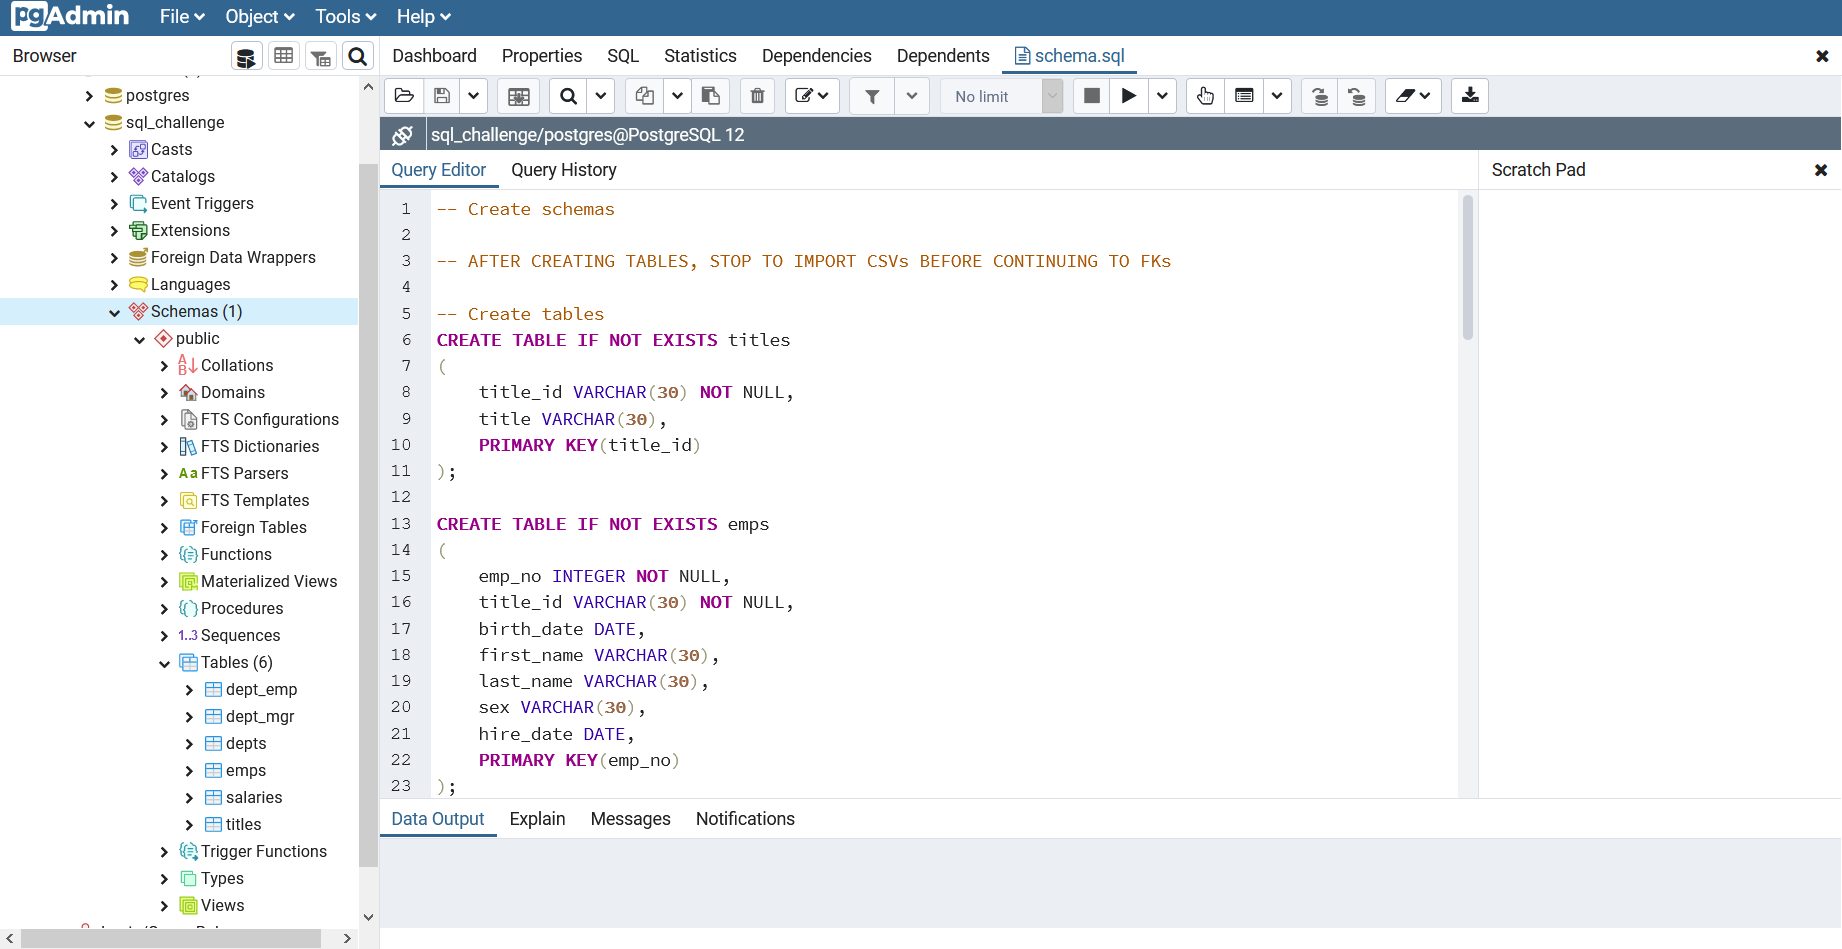 pgAdmin File Object Tools Help
Browser
Dashboard Properties SQL Statistics Dependencies Dependents schema.sql
No limit
sql_challenge/postgres@PostgreSQL 12
postgres
sql_challenge
Casts
Catalogs
Event Triggers
Extensions
Foreign Data Wrappers
Languages
Schemas (1)
public
Collations
Domains
FTS Configurations
FTS Dictionaries
Aa FTS Parsers
FTS Templates
Foreign Tables
Functions
Materialized Views
Procedures
1..3 Sequences
Tables (6)
dept_emp
dept_mgr
depts
emps
salaries
titles
Trigger Functions
Types
Views
Query Editor Query History
Scratch Pad
1 -- Create schemas
2
3 -- AFTER CREATING TABLES, STOP TO IMPORT CSVs BEFORE CONTINUING TO FKs
4
5 -- Create tables
6 CREATE TABLE IF NOT EXISTS titles
7 (
8 title_id VARCHAR(30) NOT NULL,
9 title VARCHAR(30),
10 PRIMARY KEY(title_id)
11 );
12
13 CREATE TABLE IF NOT EXISTS emps
14 (
15 emp_no INTEGER NOT NULL,
16 title_id VARCHAR(30) NOT NULL,
17 birth_date DATE,
18 first_name VARCHAR(30),
19 last_name VARCHAR(30),
20 sex VARCHAR(30),
21 hire_date DATE,
22 PRIMARY KEY(emp_no)
23 );
Data Output Explain Messages Notifications